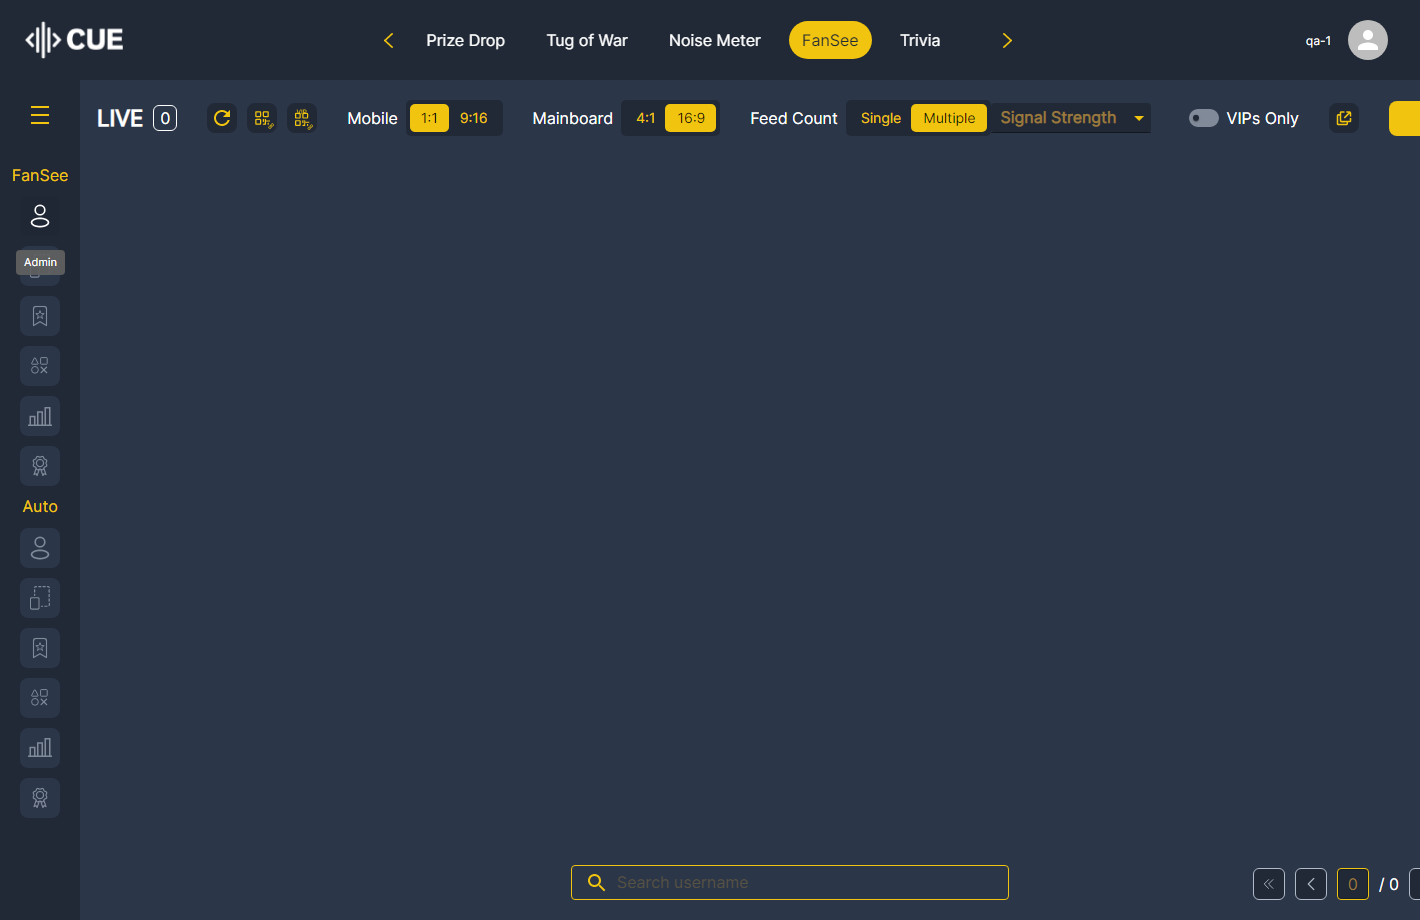 CUE
Prize Drop Tug of War Noise Meter FanSee Trivia
qa-1
LIVE 0
Mobile 1:1 9:16
Mainboard 4:1 16:9
Feed Count Single Multiple Signal Strength
VIPs Only
FanSee
Admin
Auto
Search username
0 / 0